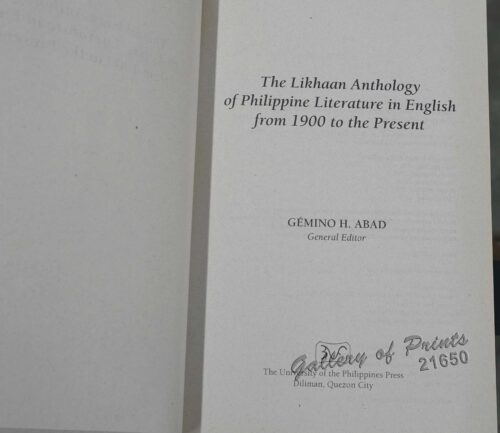 The Likhaan Anthology
of Philippine Literature in English
from 1900 to the Present
GÉMINO H. ABAD
General Editor
Gallery of Prints
21650
The University of the Philippines Press
Diliman, Quezon City